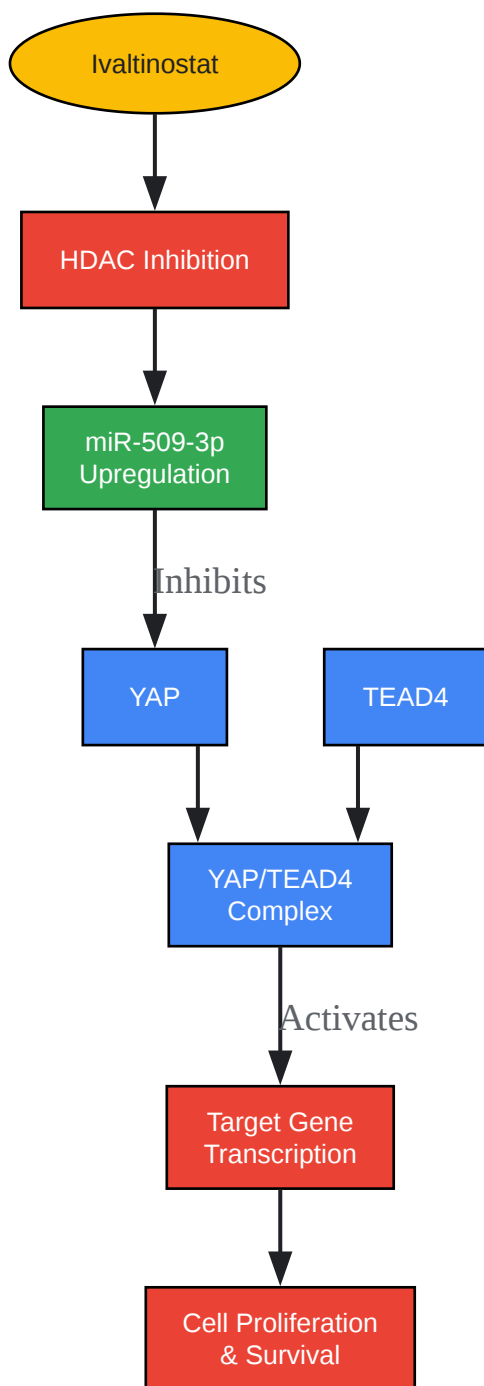 Ivaltinostat
HDAC Inhibition
miR-509-3p
Upregulation
Inhibits
YAP
TEAD4
YAP/TEAD4
Complex
Activates
Target Gene
Transcription
Cell Proliferation
& Survival